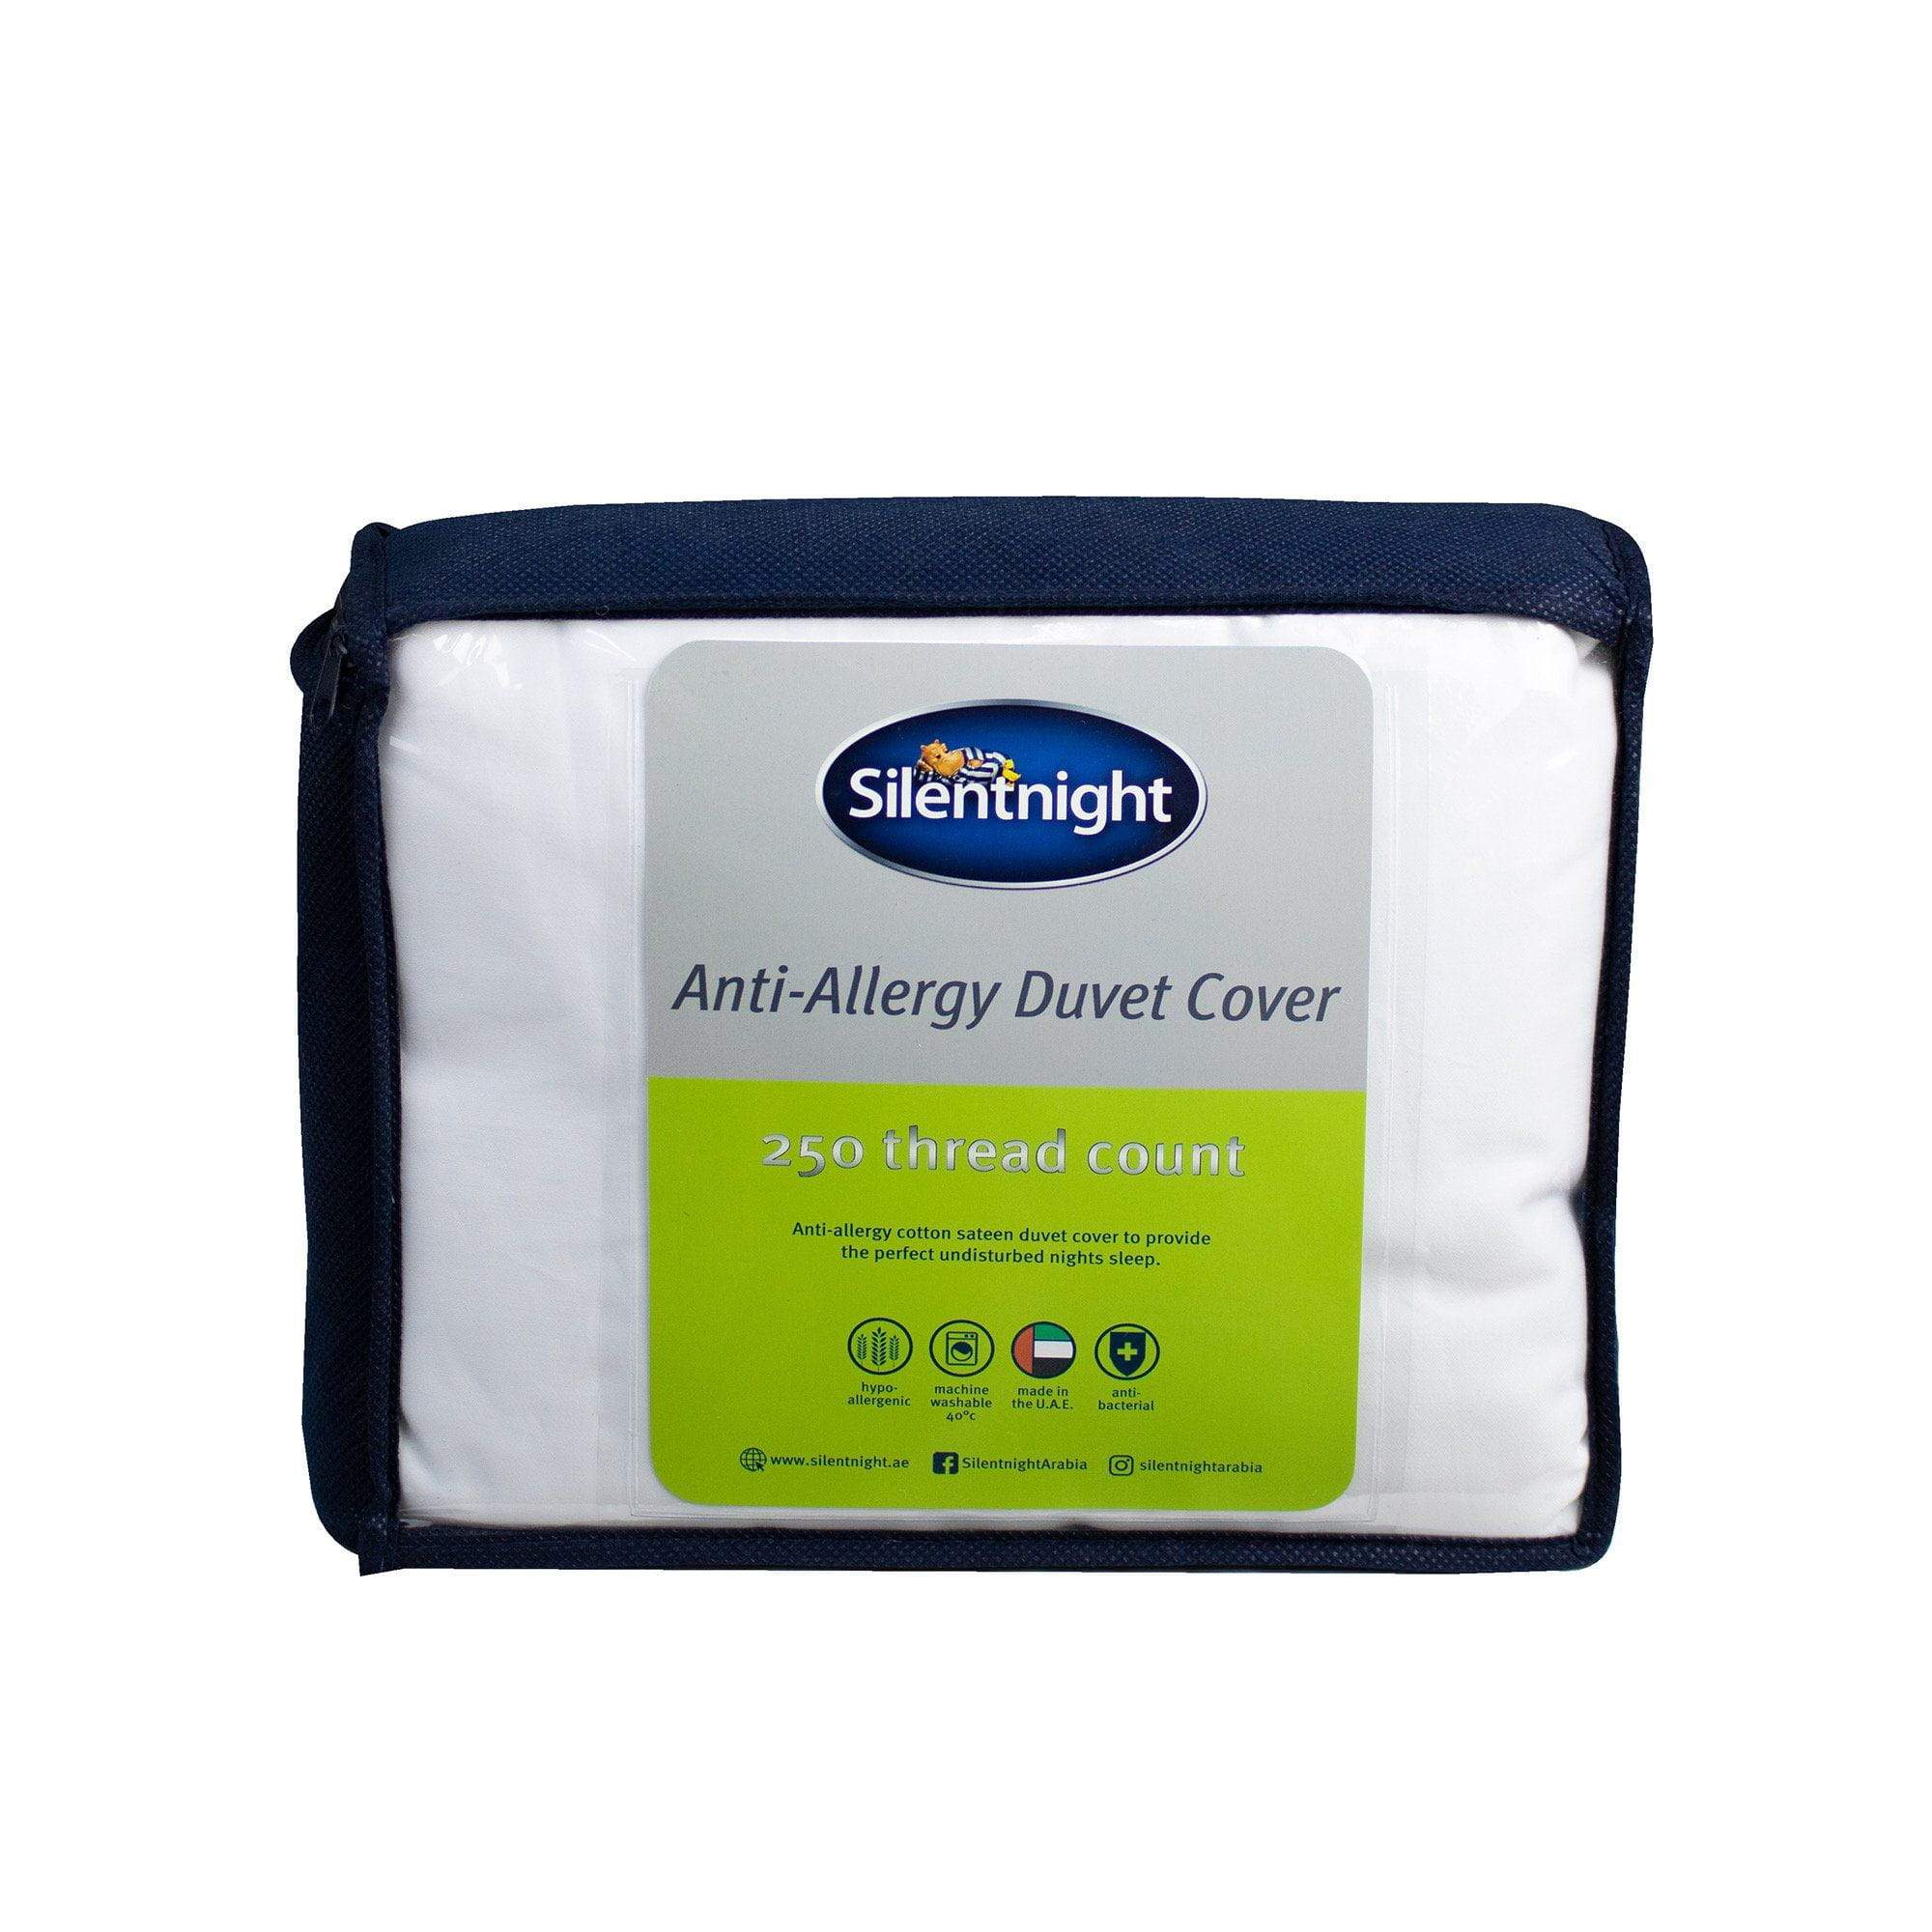 Silentnight
Anti-Allergy Duvet Cover
250 thread count
Anti-allergy cotton sateen duvet cover to provide
the perfect undisturbed nights sleep.
hypo-
allergenic
machine
washable
40°c
made in
the U.A.E.
anti-
bacterial
www.silentnight.ae SilentnightArabia silentnightarabia